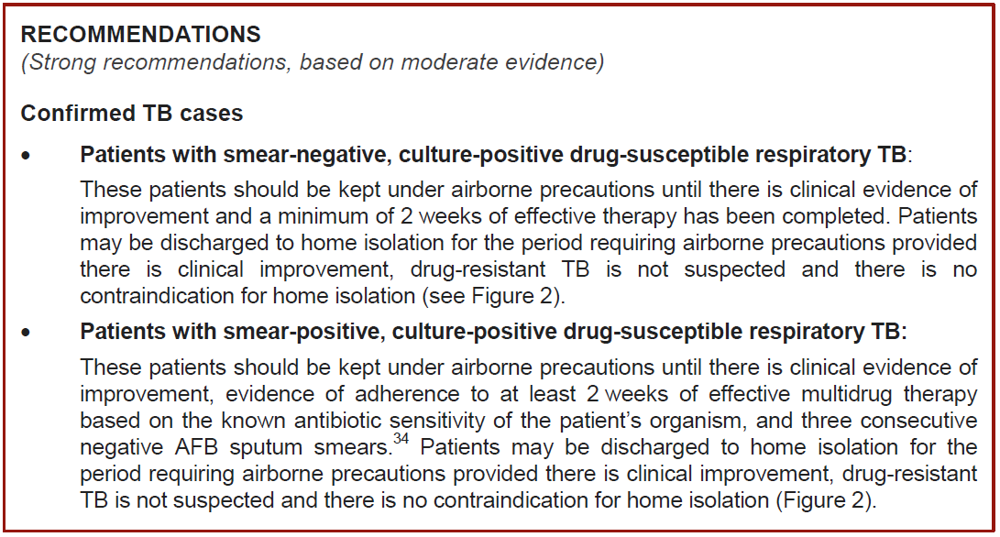 RECOMMENDATIONS
(Strong recommendations, based on moderate evidence)
Confirmed TB cases
• Patients with smear-negative, culture-positive drug-susceptible respiratory TB:
These patients should be kept under airborne precautions until there is clinical evidence of
improvement and a minimum of 2 weeks of effective therapy has been completed. Patients
may be discharged to home isolation for the period requiring airborne precautions provided
there is clinical improvement, drug-resistant TB is not suspected and there is no
contraindication for home isolation (see Figure 2).
• Patients with smear-positive, culture-positive drug-susceptible respiratory TB:
These patients should be kept under airborne precautions until there is clinical evidence of
improvement, evidence of adherence to at least 2 weeks of effective multidrug therapy
based on the known antibiotic sensitivity of the patient’s organism, and three consecutive
negative AFB sputum smears.34 Patients may be discharged to home isolation for the
period requiring airborne precautions provided there is clinical improvement, drug-resistant
TB is not suspected and there is no contraindication for home isolation (Figure 2).